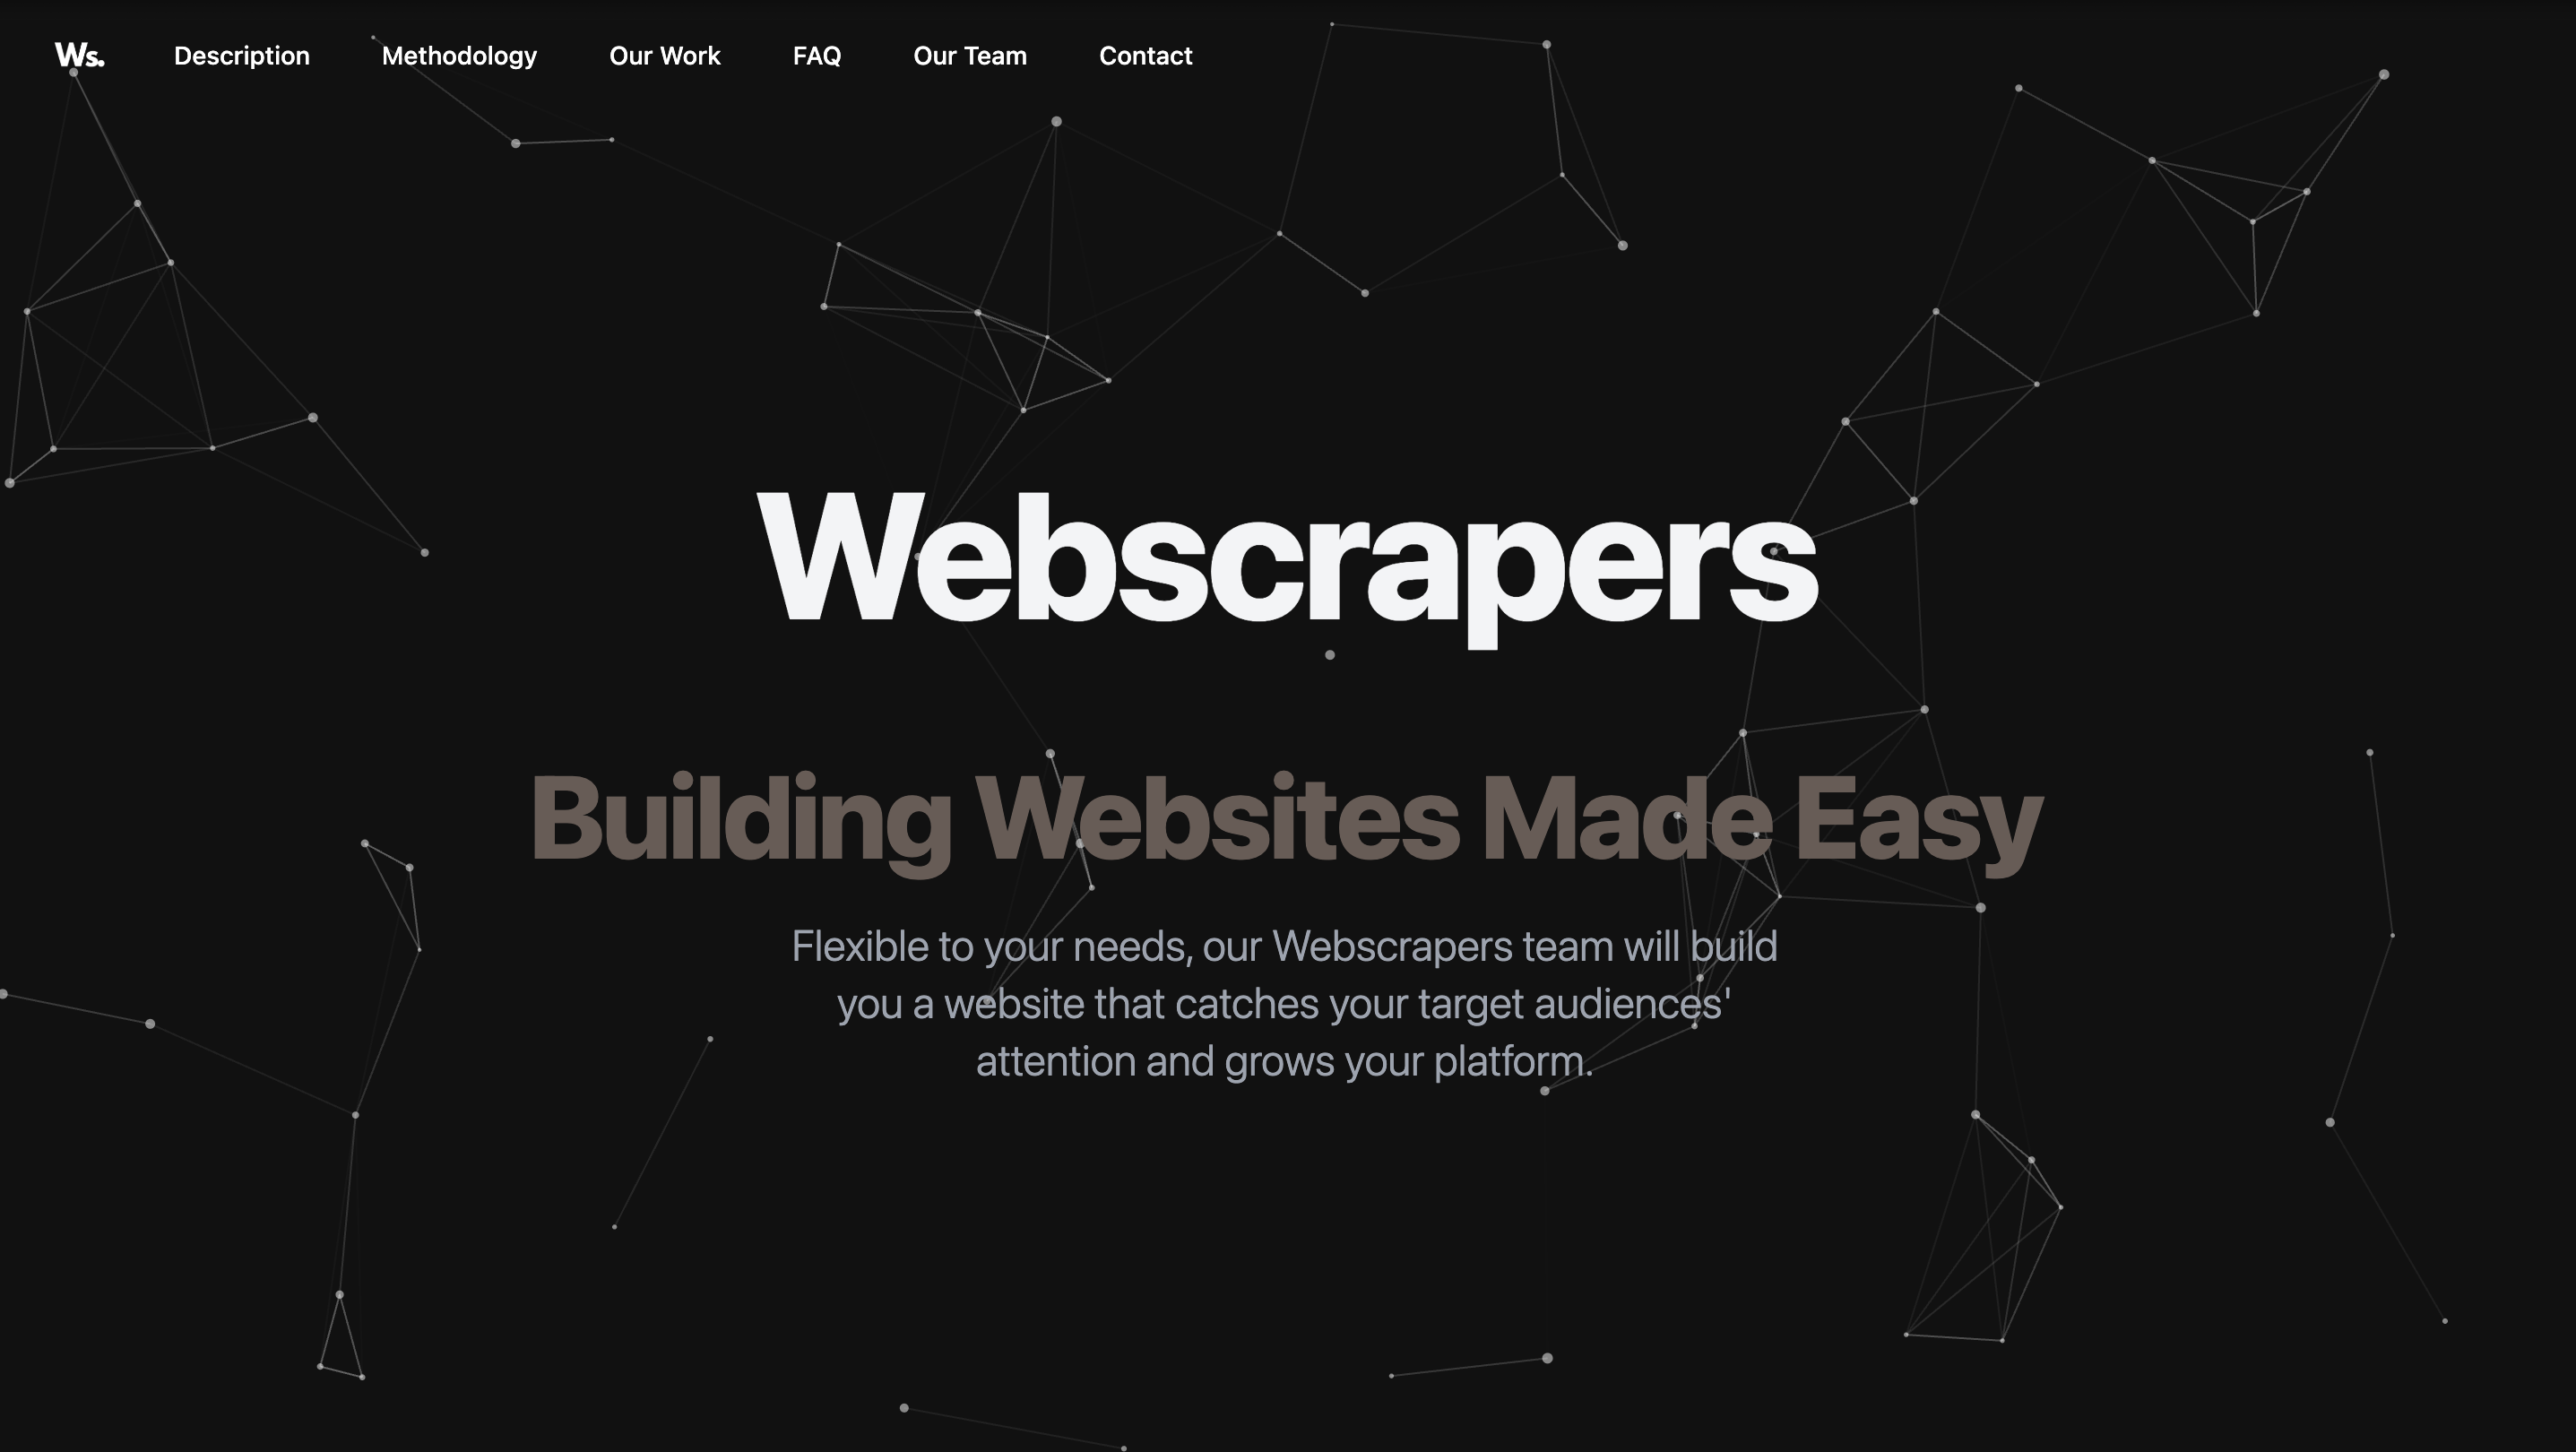 Ws. Description Methodology Our Work FAQ Our Team Contact
Webscrapers
Building Websites Made Easy
Flexible to your needs, our Webscrapers team will build
you a website that catches your target audiences'
attention and grows your platform.